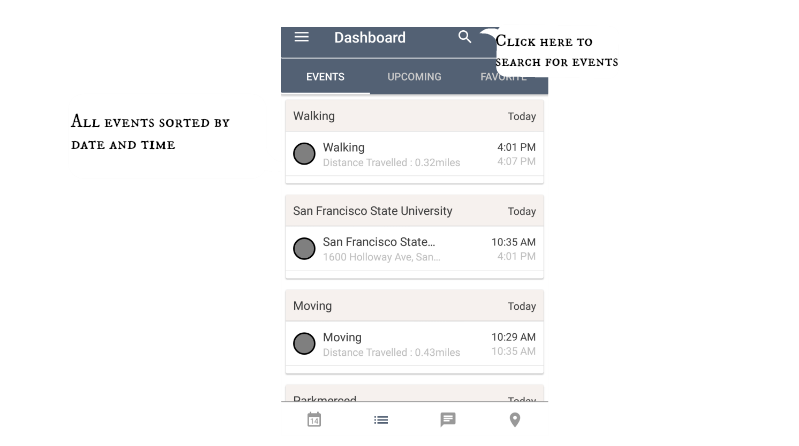 Dashboard
Click here to
search for events
EVENTS
UPCOMING
FAVORITE
All events sorted by
date and time
Walking
Today
Walking
4:01 PM
Distance Travelled : 0.32miles
4:07 PM
San Francisco State University
Today
San Francisco State...
10:35 AM
1600 Holloway Ave, San...
4:01 PM
Moving
Today
Moving
10:29 AM
Distance Travelled : 0.43miles
10:35 AM
Parkmerced
Today
14